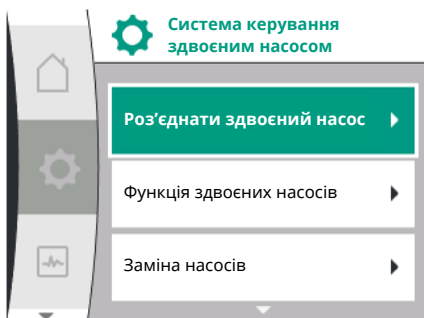 Система керування
здвоєним насосом
Роз’єднати здвоєний насос
Функція здвоєних насосів
Заміна насосів